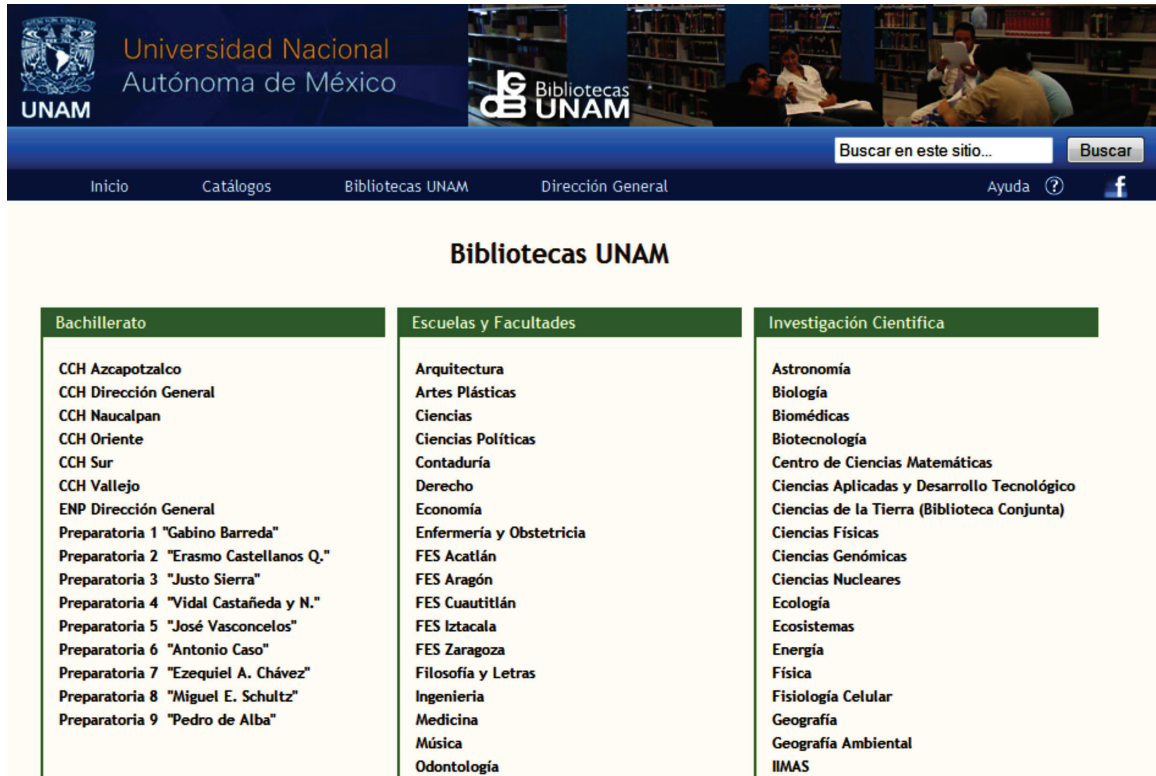 Universidad Nacional
Autónoma de México
UNAM
Bibliotecas
UNAM
Buscar en este sitio... Buscar
Inicio Catálogos Bibliotecas UNAM Dirección General Ayuda ? f
Bibliotecas UNAM
Bachillerato
CCH Azcapotzalco
CCH Dirección General
CCH Naucalpan
CCH Oriente
CCH Sur
CCH Vallejo
ENP Dirección General
Preparatoria 1 "Gabino Barreda"
Preparatoria 2 "Erasmo Castellanos Q."
Preparatoria 3 "Justo Sierra"
Preparatoria 4 "Vidal Castañeda y N."
Preparatoria 5 "José Vasconcelos"
Preparatoria 6 "Antonio Caso"
Preparatoria 7 "Ezequiel A. Chávez"
Preparatoria 8 "Miguel E. Schultz"
Preparatoria 9 "Pedro de Alba"
Escuelas y Facultades
Arquitectura
Artes Plásticas
Ciencias
Ciencias Políticas
Contaduría
Derecho
Economía
Enfermería y Obstetricia
FES Acatlán
FES Aragón
FES Cuautitlán
FES Iztacala
FES Zaragoza
Filosofía y Letras
Ingenieria
Medicina
Música
Odontología
Investigación Cientifica
Astronomía
Biología
Biomédicas
Biotecnología
Centro de Ciencias Matemáticas
Ciencias Aplicadas y Desarrollo Tecnológico
Ciencias de la Tierra (Biblioteca Conjunta)
Ciencias Físicas
Ciencias Genómicas
Ciencias Nucleares
Ecología
Ecosistemas
Energía
Física
Fisiología Celular
Geografía
Geografía Ambiental
IIMAS